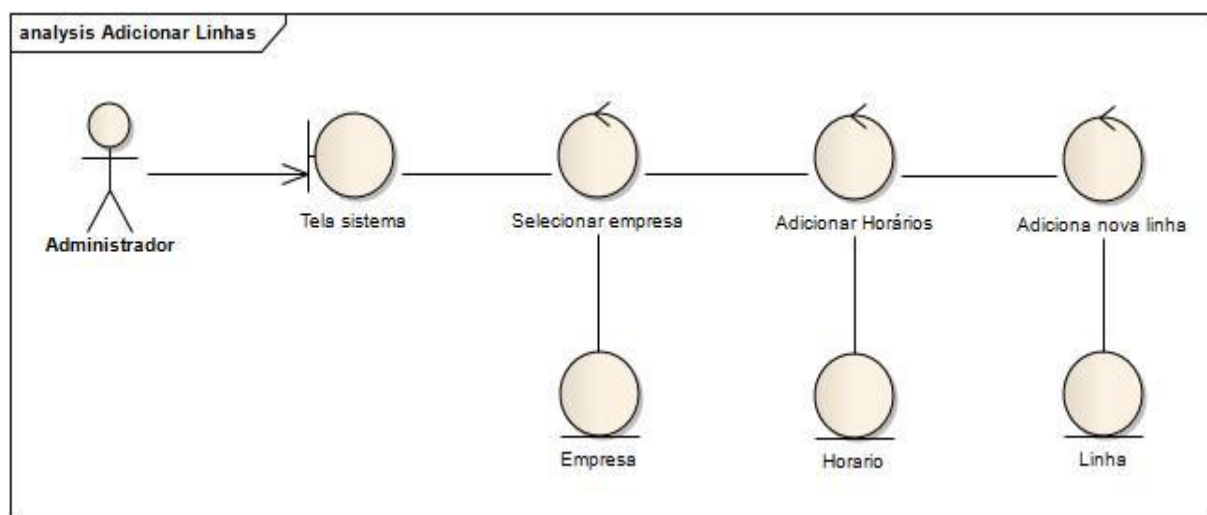 analysis Adicionar Linhas
Tela sistema
Selecionar empresa
Adicionar Horários
Adiciona nova linha
Administrador
Empresa
Horario
Linha